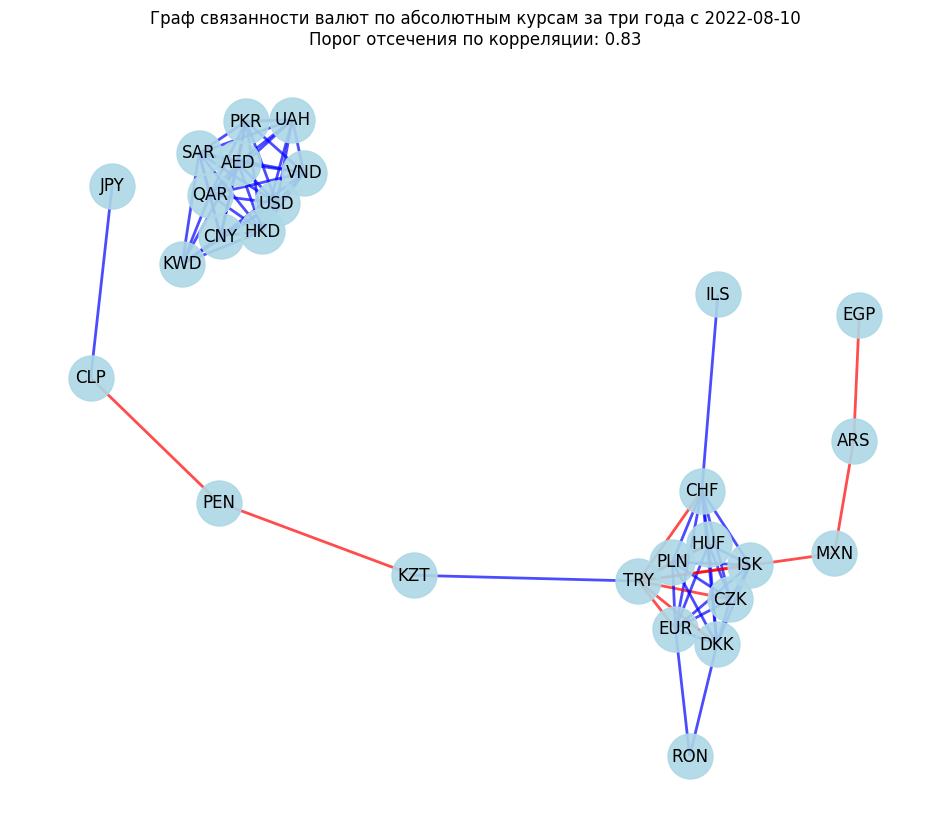 Граф связанности валют по абсолютным курсам за три года с 2022-08-10
Порог отсечения по корреляции: 0.83
PKR
UAH
SAR
AED
VND
JPY
QAR
USD
CNY
HKD
KWD
ILS
EGP
CLP
ARS
CHF
PEN
HUF
MXN
PLN
ISK
KZT
TRY
CZK
EUR
DKK
RON